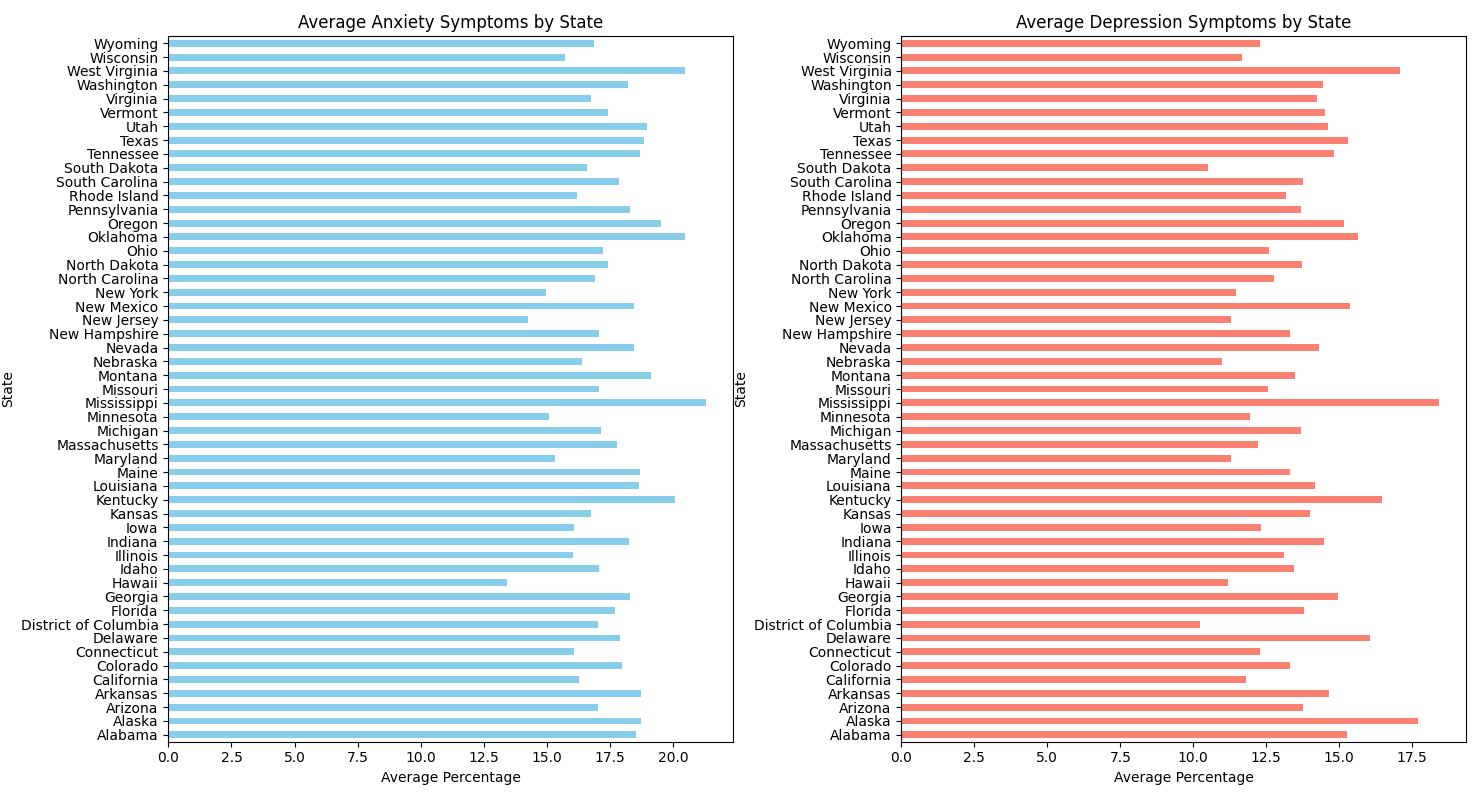 Average Anxiety Symptoms by State
Wyoming
Wisconsin
West Virginia
Washington
Virginia
Vermont
Utah
Texas
Tennessee
South Dakota
South Carolina
Rhode Island
Pennsylvania
Oregon
Oklahoma
Ohio
North Dakota
North Carolina
New York
New Mexico
New Jersey
New Hampshire
Nevada
Nebraska
Montana
Missouri
Mississippi
Minnesota
Michigan
Massachusetts
Maryland
Maine
Louisiana
Kentucky
Kansas
Iowa
Indiana
Illinois
Idaho
Hawaii
Georgia
Florida
District of Columbia
Delaware
Connecticut
Colorado
California
Arkansas
Arizona
Alaska
Alabama
State
0.0 2.5 5.0 7.5 10.0 12.5 15.0 17.5 20.0
Average Percentage
Average Depression Symptoms by State
Wyoming
Wisconsin
West Virginia
Washington
Virginia
Vermont
Utah
Texas
Tennessee
South Dakota
South Carolina
Rhode Island
Pennsylvania
Oregon
Oklahoma
Ohio
North Dakota
North Carolina
New York
New Mexico
New Jersey
New Hampshire
Nevada
Nebraska
Montana
Missouri
Mississippi
Minnesota
Michigan
Massachusetts
Maryland
Maine
Louisiana
Kentucky
Kansas
Iowa
Indiana
Illinois
Idaho
Hawaii
Georgia
Florida
District of Columbia
Delaware
Connecticut
Colorado
California
Arkansas
Arizona
Alaska
Alabama
State
0.0 2.5 5.0 7.5 10.0 12.5 15.0 17.5
Average Percentage